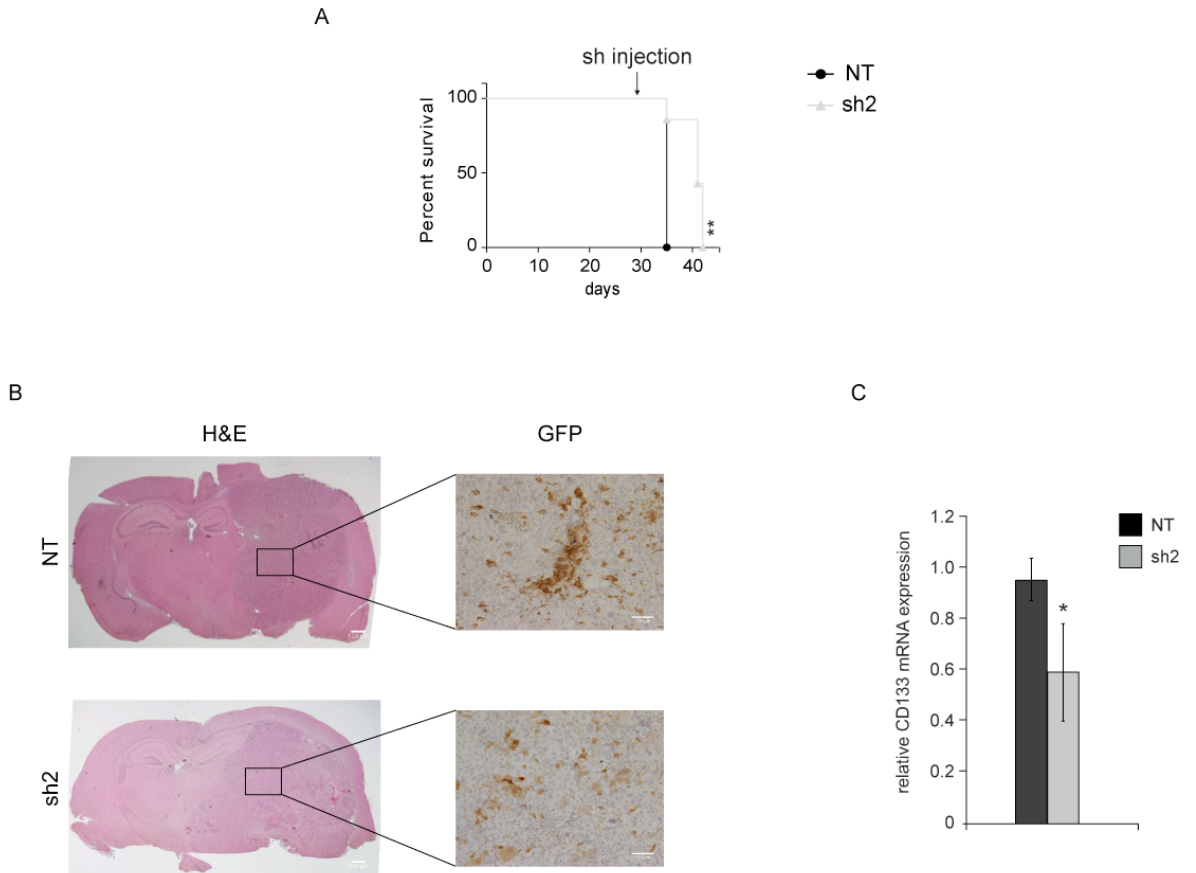 A
sh injection
NT
sh2
Percent survival
100
50
0
**
0 10 20 30 40
days
B
H&E GFP
NT
sh2
C
relative CD133 mRNA expression
1.2
1.0
0.8
0.6
0.4
0.2
0
*
NT
sh2